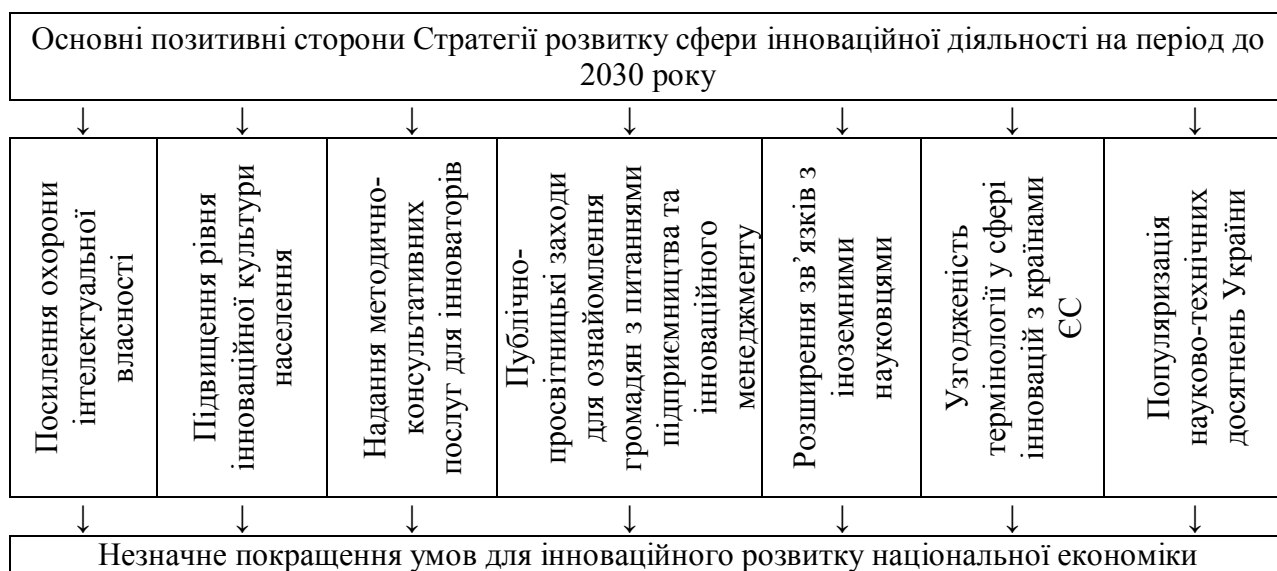 Основні позитивні сторони Стратегії розвитку сфери інноваційної діяльності на період до
2030 року
↓ ↓ ↓ ↓ ↓ ↓ ↓
Посилення охорони
інтелектуальної
власності
Підвищення рівня
інноваційної культури
населення
Надання методично-
консультативних
послуг для інноваторів
Публічно-
просвітницькі заходи
для ознайомлення
громадян з питаннями
підприємництва та
інноваційного
менеджменту
Розширення зв’язків з
іноземними
науковцями
Узгодженість
термінології у сфері
інновацій з країнами
ЄС
Популяризація
науково-технічних
досягнень України
↓ ↓ ↓ ↓ ↓ ↓ ↓
Незначне покращення умов для інноваційного розвитку національної економіки